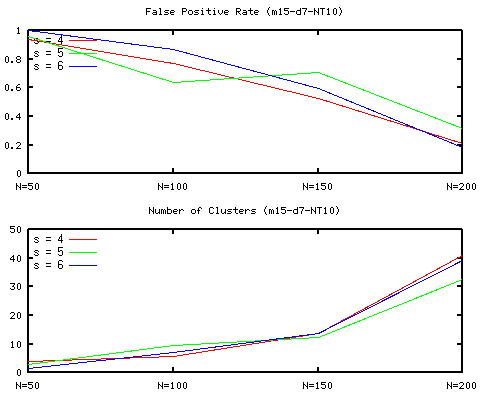 False Positive Rate (m15-d7-NT10)
1
s = 4
s = 5
0.8
s = 6
0.6
0.4
0.2
0
N=50 N=100 N=150 N=200
Number of Clusters (m15-d7-NT10)
50
s = 4
s = 5
40
s = 6
30
20
10
0
N=50 N=100 N=150 N=200